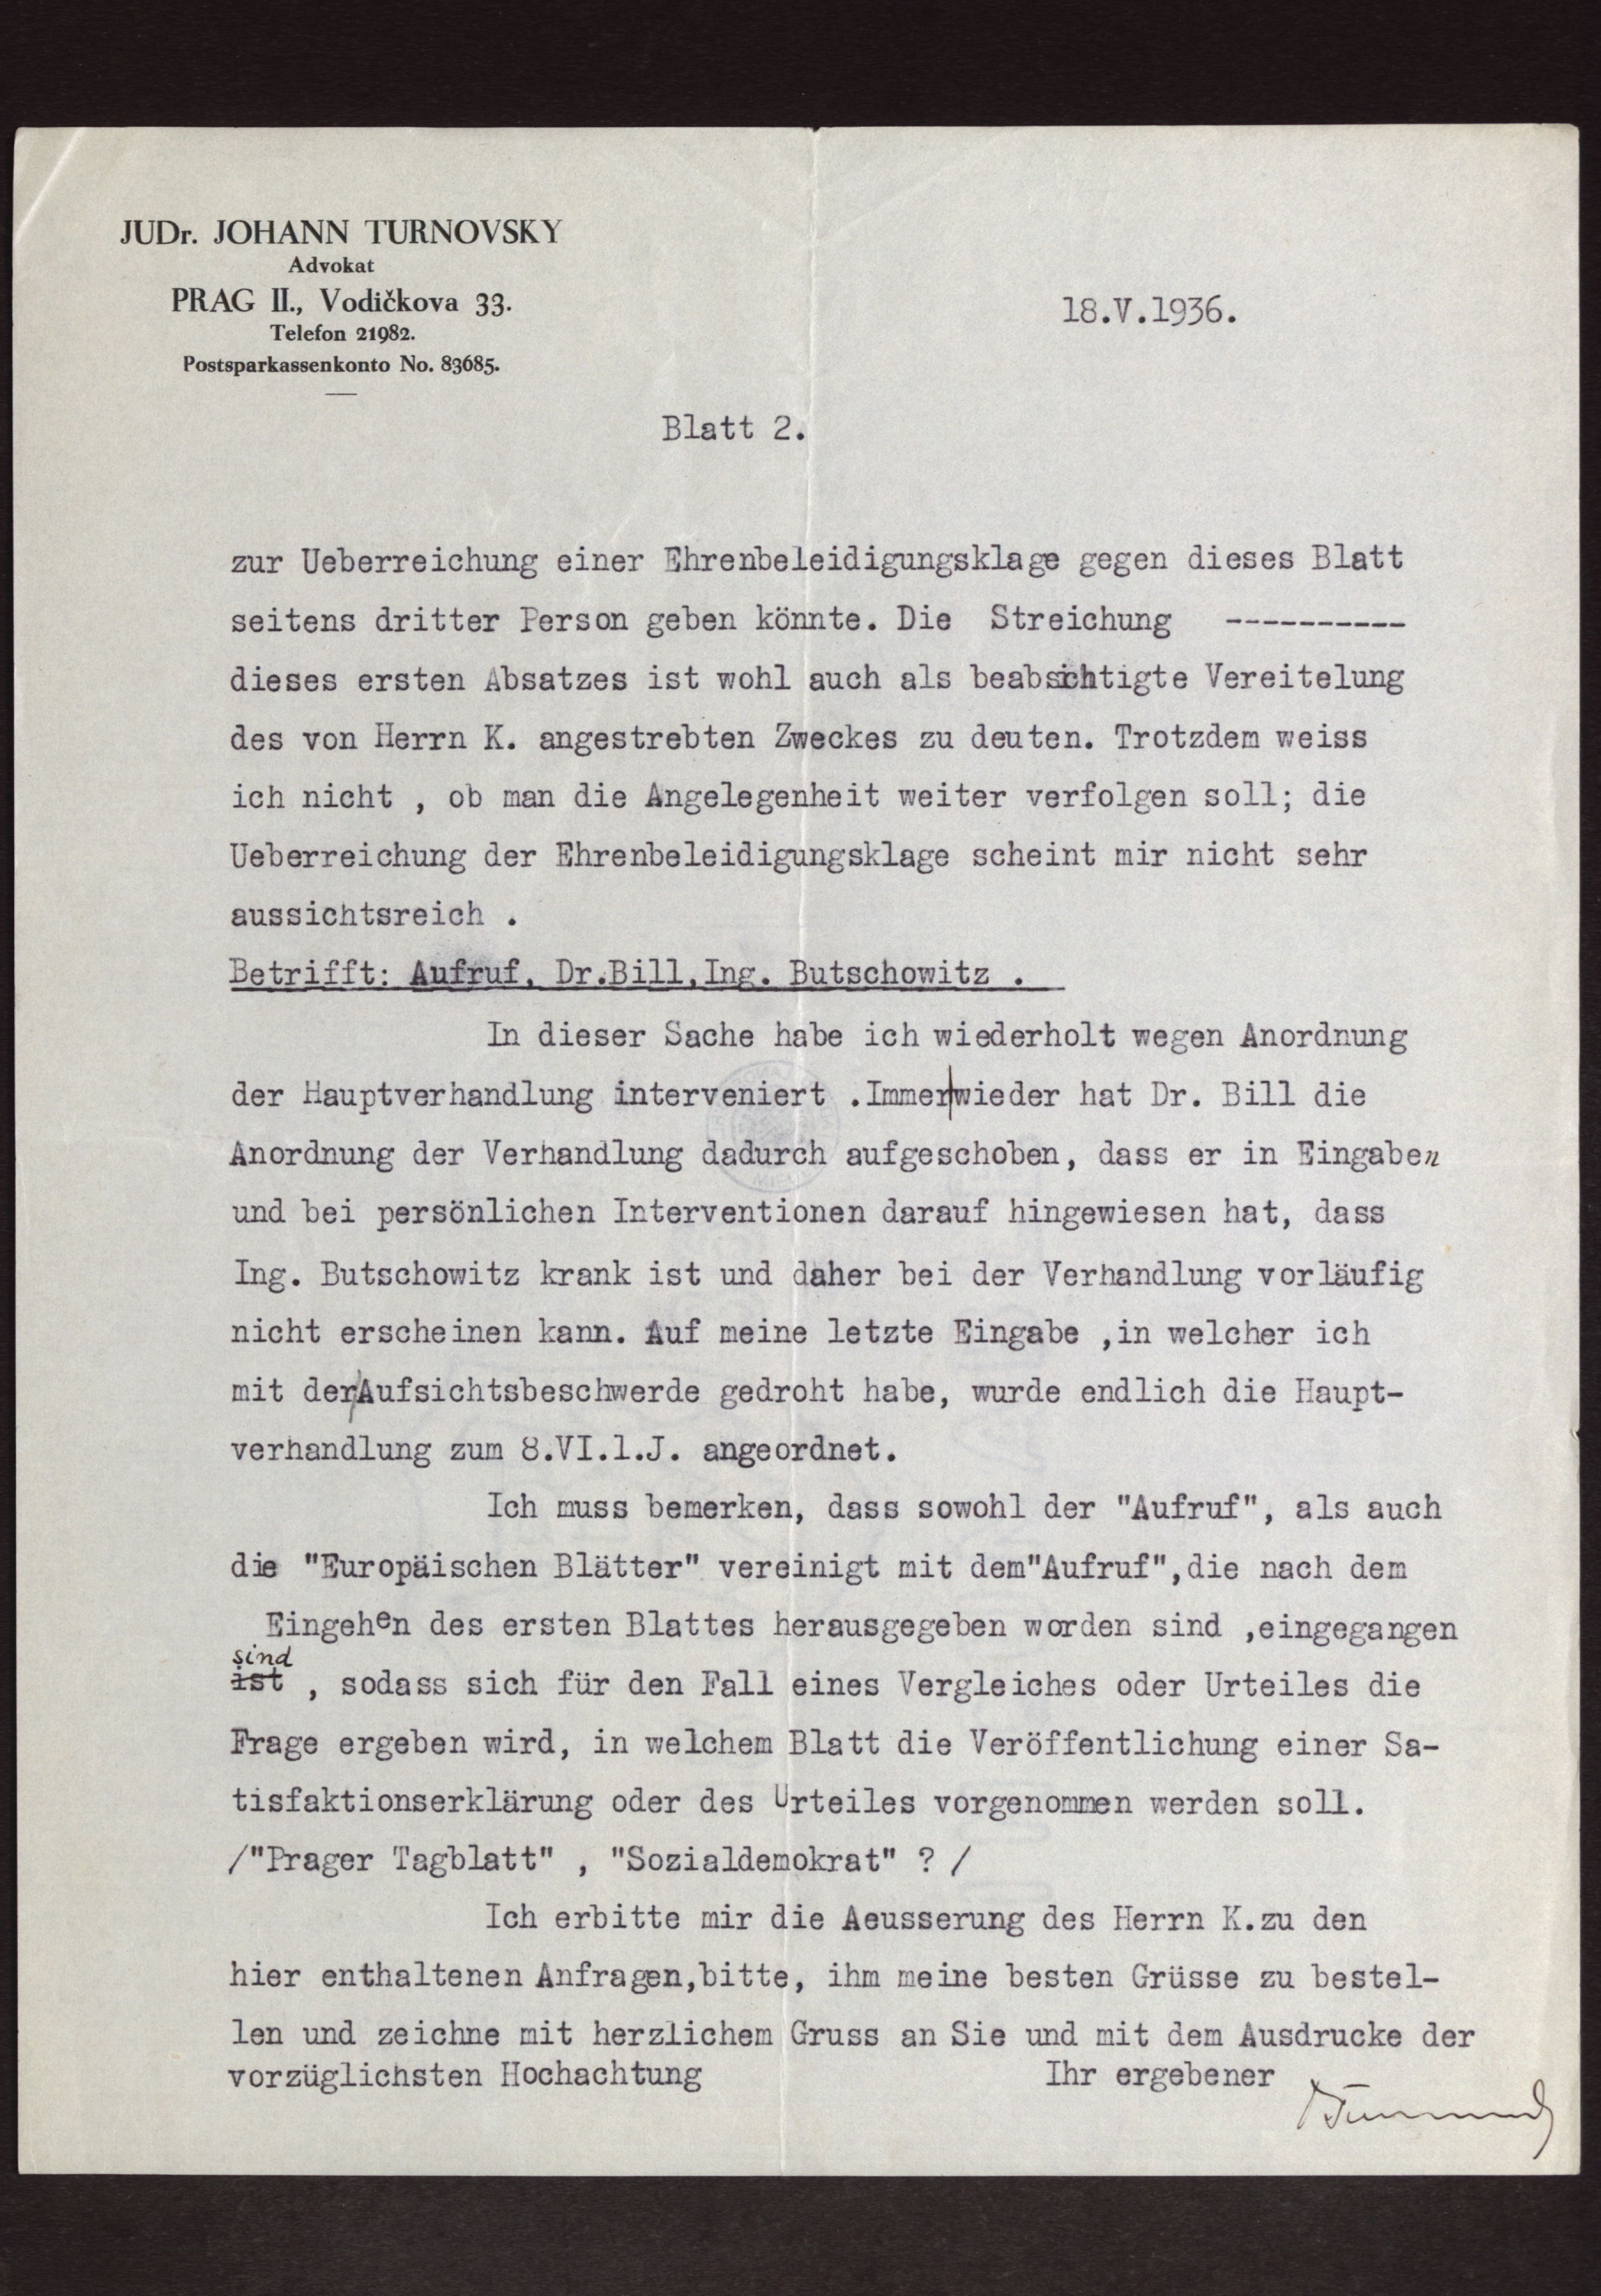 JUDr. JOHANN TURNOVSKY
Advokat
PRAG II., Vodičkova 33.
Telefon 21982.
Postsparkassenkonto No. 83685.
18.V.1936.
Blatt 2.
zur Ueberreichung einer Ehrenbeleidigungsklage gegen dieses Blatt
seitens dritter Person geben könnte. Die Streichung ----------
dieses ersten Absatzes ist wohl auch als beabsichtigte Vereitelung
des von Herrn K. angestrebten Zweckes zu deuten. Trotzdem weiss
ich nicht , ob man die Angelegenheit weiter verfolgen soll; die
Ueberreichung der Ehrenbeleidigungsklage scheint mir nicht sehr
aussichtsreich .
Betrifft: Aufruf, Dr.Bill,Ing. Butschowitz .
In dieser Sache habe ich wiederholt wegen Anordnung
der Hauptverhandlung interveniert .Immer|wieder hat Dr. Bill die
Anordnung der Verhandlung dadurch aufgeschoben, dass er in Eingaben
und bei persönlichen Interventionen darauf hingewiesen hat, dass
Ing. Butschowitz krank ist und daher bei der Verhandlung vorläufig
nicht erscheinen kann. Auf meine letzte Eingabe ,in welcher ich
mit der/Aufsichtsbeschwerde gedroht habe, wurde endlich die Haupt-
verhandlung zum 8.VI.l.J. angeordnet.
Ich muss bemerken, dass sowohl der "Aufruf", als auch
die "Europäischen Blätter" vereinigt mit dem"Aufruf",die nach dem
Eingehen des ersten Blattes herausgegeben worden sind ,eingegangen
sind
ist , sodass sich für den Fall eines Vergleiches oder Urteiles die
Frage ergeben wird, in welchem Blatt die Veröffentlichung einer Sa-
tisfaktionserklärung oder des Urteiles vorgenommen werden soll.
/"Prager Tagblatt" , "Sozialdemokrat" ? /
Ich erbitte mir die Aeusserung des Herrn K.zu den
hier enthaltenen Anfragen,bitte, ihm meine besten Grüsse zu bestel-
len und zeichne mit herzlichem Gruss an Sie und mit dem Ausdrucke der
vorzüglichsten Hochachtung Ihr ergebener